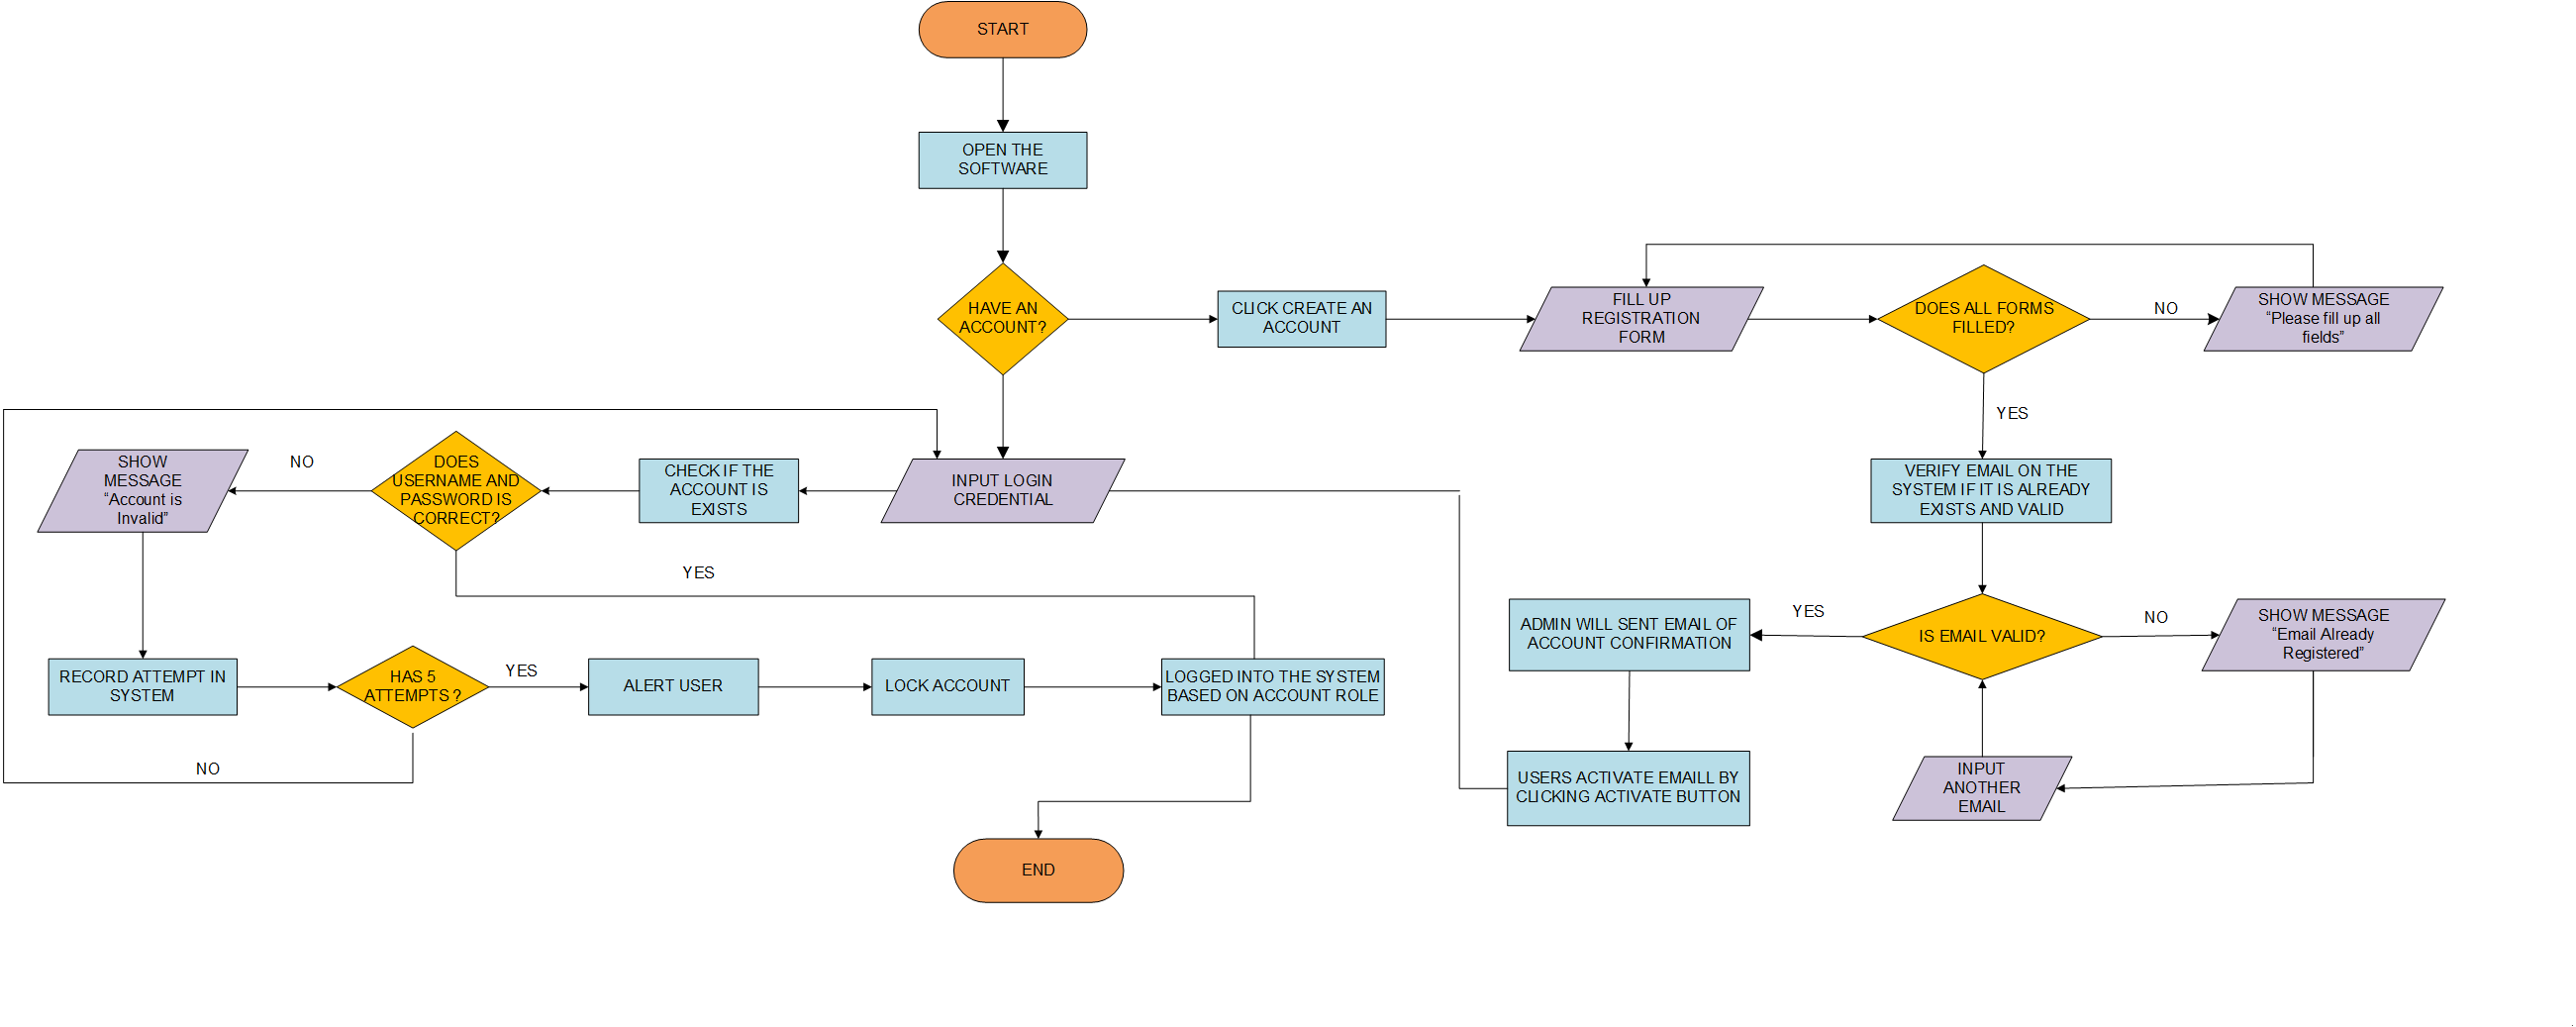 START
OPEN THE
SOFTWARE
HAVE AN
ACCOUNT?
CLICK CREATE AN
ACCOUNT
FILL UP
REGISTRATION
FORM
DOES ALL FORMS
FILLED?
NO
SHOW MESSAGE
“Please fill up all
fields”
YES
SHOW
MESSAGE
“Account is
Invalid”
NO
DOES
USERNAME AND
PASSWORD IS
CORRECT?
CHECK IF THE
ACCOUNT IS
EXISTS
INPUT LOGIN
CREDENTIAL
VERIFY EMAIL ON THE
SYSTEM IF IT IS ALREADY
EXISTS AND VALID
YES
ADMIN WILL SENT EMAIL OF
ACCOUNT CONFIRMATION
YES
IS EMAIL VALID?
NO
SHOW MESSAGE
“Email Already
Registered”
RECORD ATTEMPT IN
SYSTEM
HAS 5
ATTEMPTS ?
YES
ALERT USER
LOCK ACCOUNT
LOGGED INTO THE SYSTEM
BASED ON ACCOUNT ROLE
NO
USERS ACTIVATE EMAILL BY
CLICKING ACTIVATE BUTTON
INPUT
ANOTHER
EMAIL
END